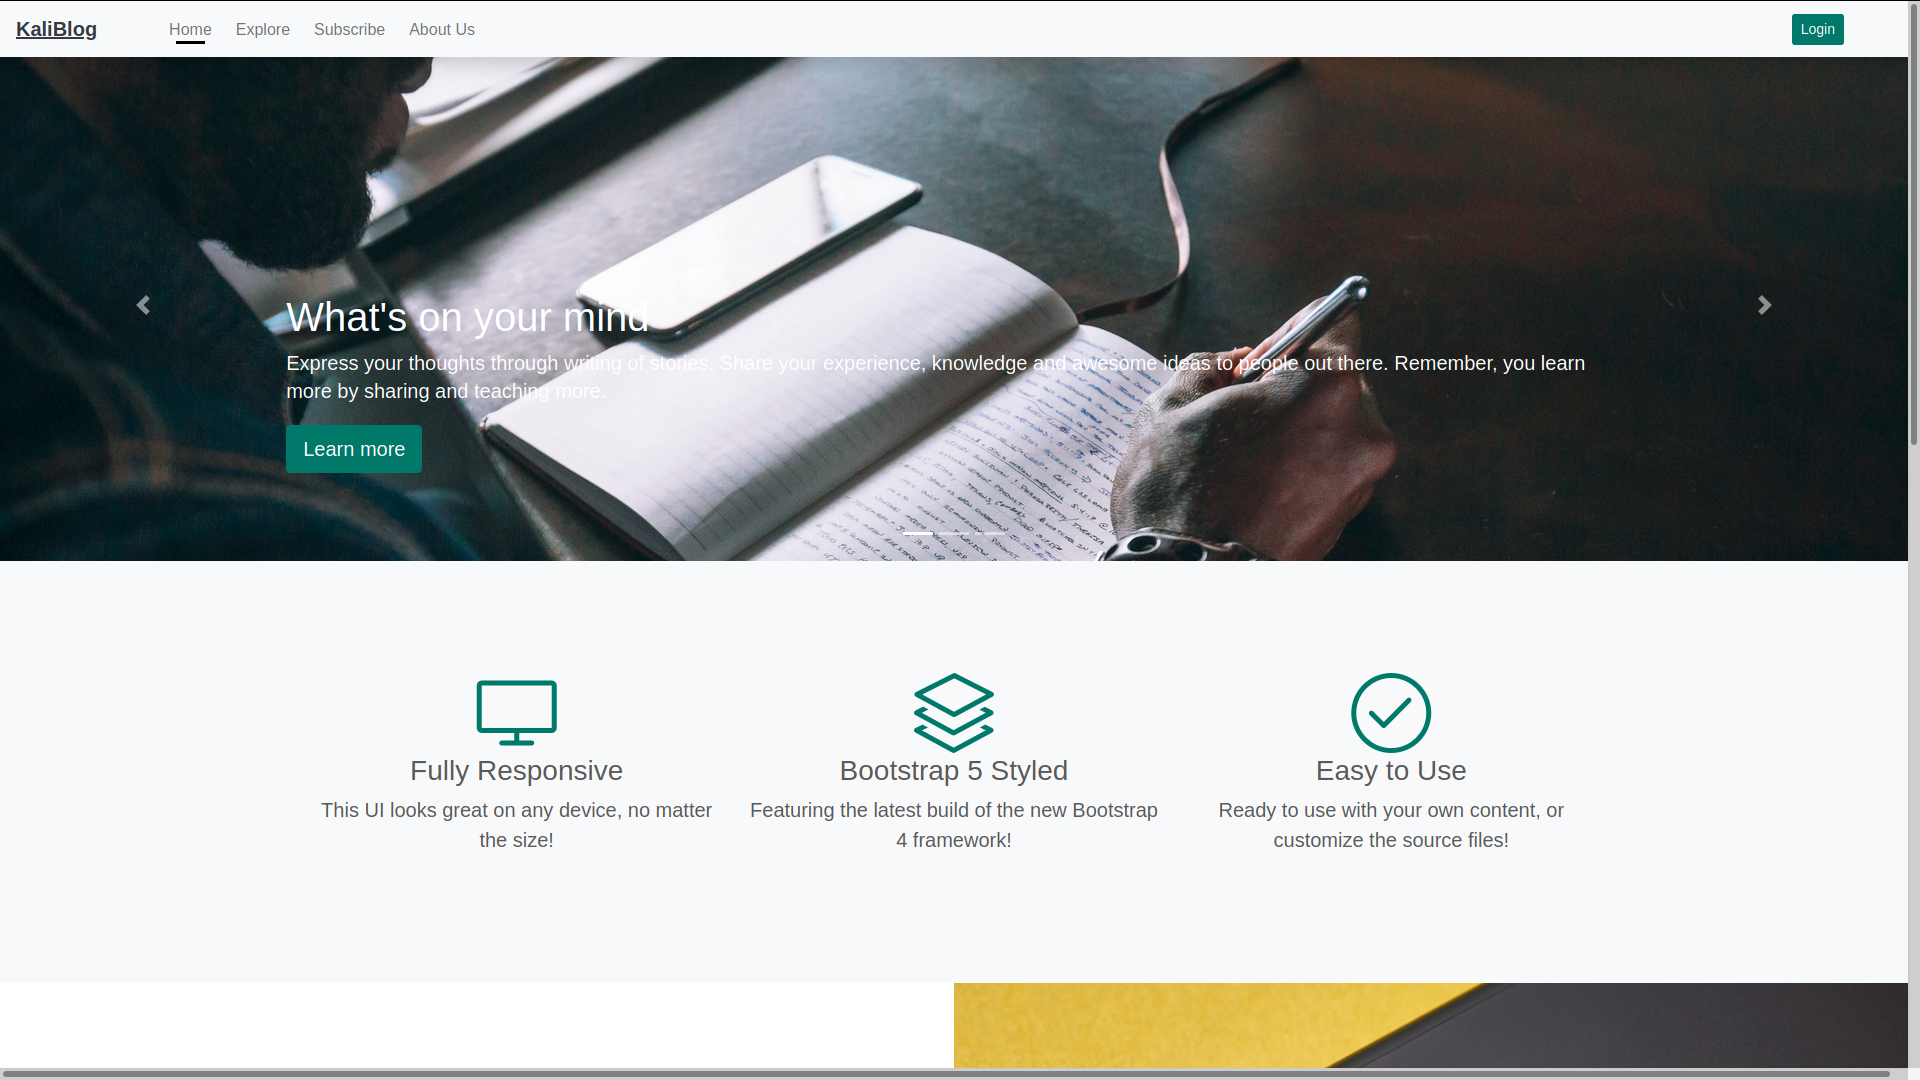 KaliBlog
Home Explore Subscribe About Us
Login
What's on your mind
Express your thoughts through writing of stories. Share your experience, knowledge and awesome ideas to people out there. Remember, you learn
more by sharing and teaching more.
Learn more
Fully Responsive
This UI looks great on any device, no matter
the size!
Bootstrap 5 Styled
Featuring the latest build of the new Bootstrap
4 framework!
Easy to Use
Ready to use with your own content, or
customize the source files!